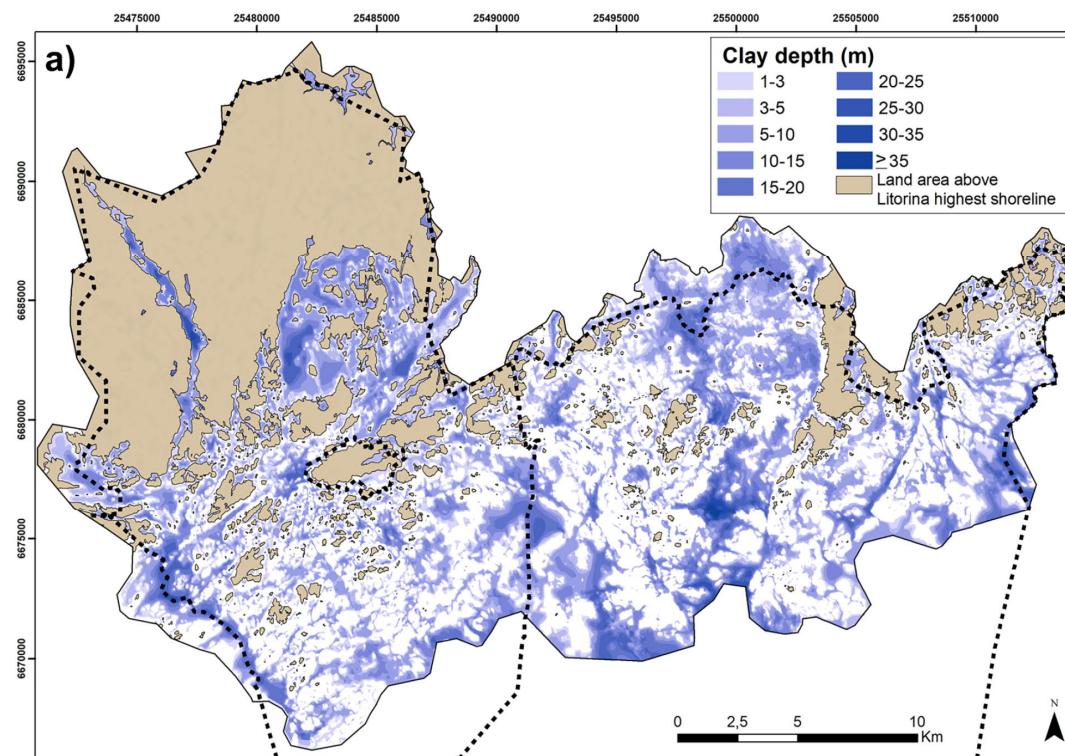 25475000 25480000 25485000 25490000 25495000 25500000 25505000 25510000
a)
6695000
6690000
6685000
6680000
6675000
6670000
Clay depth (m)
1-3
3-5
5-10
10-15
15-20
20-25
25-30
30-35
≥35
Land area above
Litorina highest shoreline
0 2,5 5 10
Km
N